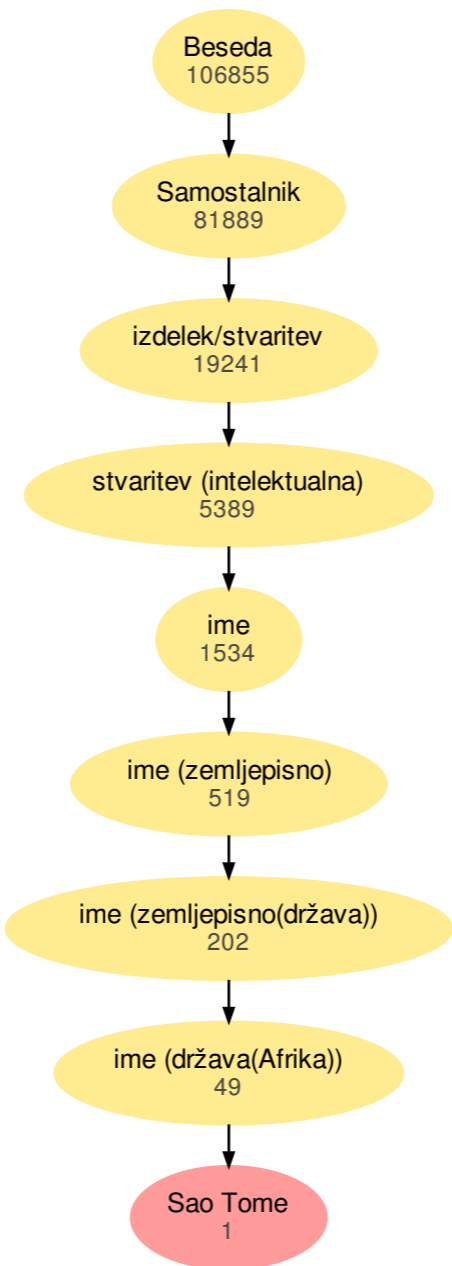 Beseda
106855
Samostalnik
81889
izdelek/stvaritev
19241
stvaritev (intelektualna)
5389
ime
1534
ime (zemljepisno)
519
ime (zemljepisno(država))
202
ime (država(Afrika))
49
Sao Tome
1